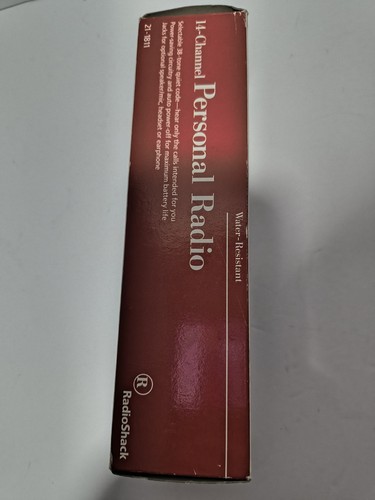 Water-Resistant
14-Channel Personal Radio
Selectable 38-tone quiet code—hear only the calls intended for you
Power-saving circuitry and auto power-off for maximum battery life
Jacks for optional speaker/mic, headset or earphone
21-1811
R
RadioShack